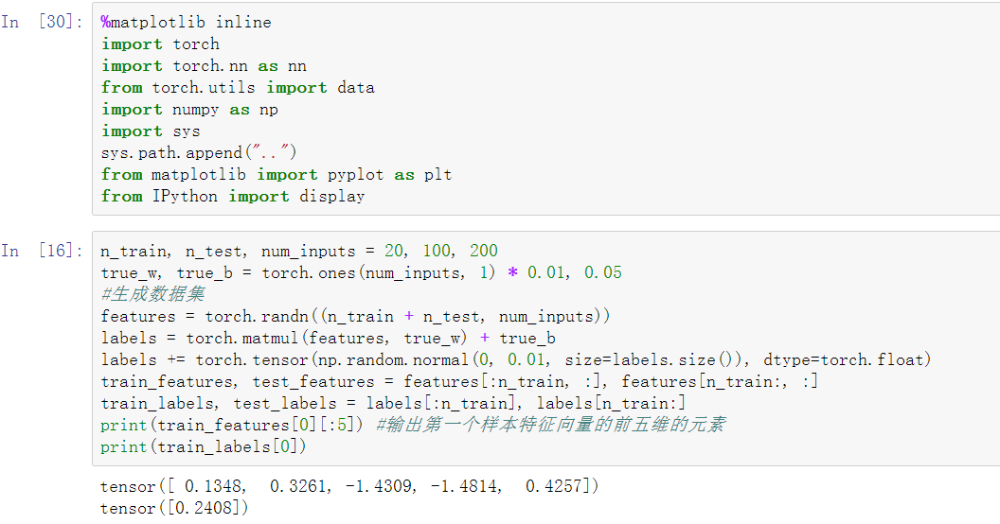 In [30]: %matplotlib inline
import torch
import torch.nn as nn
from torch.utils import data
import numpy as np
import sys
sys.path.append("..")
from matplotlib import pyplot as plt
from IPython import display
In [16]: n_train, n_test, num_inputs = 20, 100, 200
true_w, true_b = torch.ones(num_inputs, 1) * 0.01, 0.05
#生成数据集
features = torch.randn((n_train + n_test, num_inputs))
labels = torch.matmul(features, true_w) + true_b
labels += torch.tensor(np.random.normal(0, 0.01, size=labels.size()), dtype=torch.float)
train_features, test_features = features[:n_train, :], features[n_train:, :]
train_labels, test_labels = labels[:n_train], labels[n_train:]
print(train_features[0][:5]) #输出第一个样本特征向量的前五维的元素
print(train_labels[0])
tensor([ 0.1348,  0.3261, -1.4309, -1.4814,  0.4257])
tensor([0.2408])